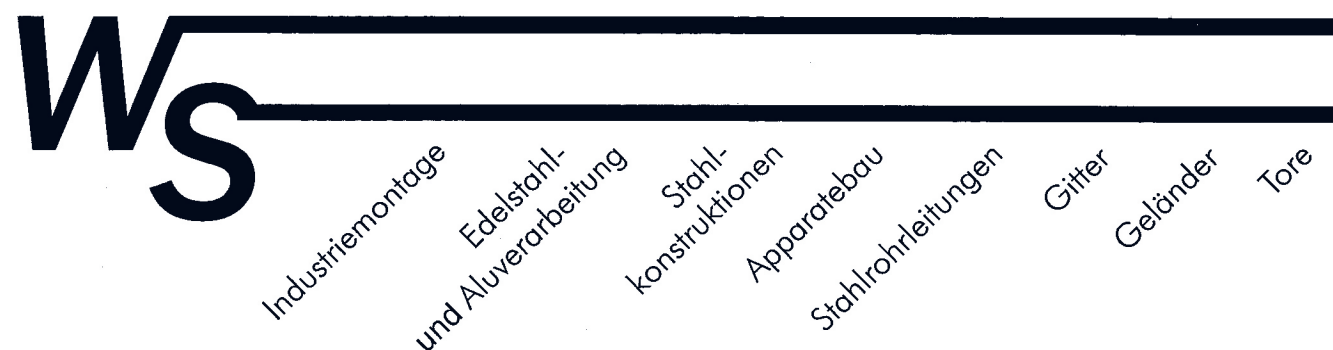 WS
Industriemontage
Edelstahl-
und Aluverarbeitung
Stahl-
konstruktionen
Apparatebau
Stahlrohrleitungen
Gitter
Geländer
Tore